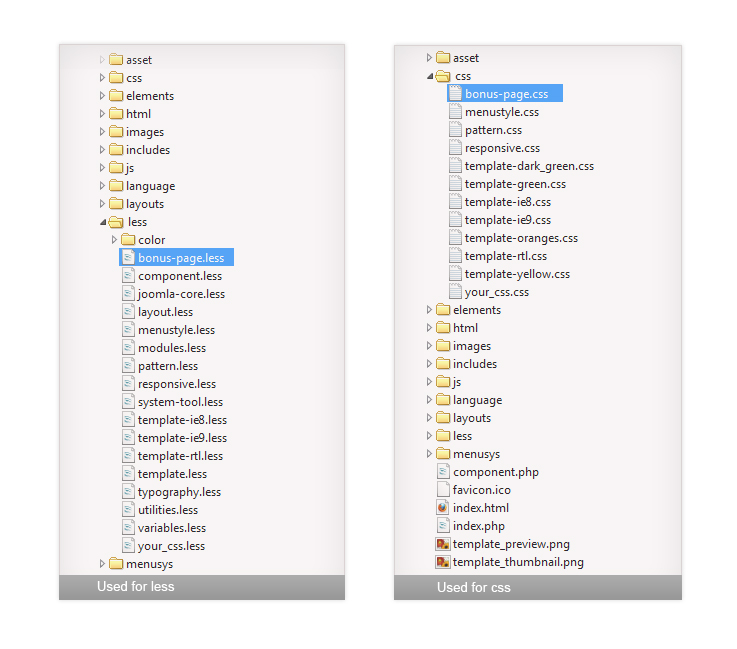 asset
css
elements
html
images
includes
js
language
layouts
less
color
bonus-page.less
component.less
joomla-core.less
layout.less
menustyle.less
modules.less
pattern.less
responsive.less
system-tool.less
template-ie8.less
template-ie9.less
template-rtl.less
template.less
typography.less
utilities.less
variables.less
your_css.less
menusys
Used for less
asset
css
bonus-page.css
menustyle.css
pattern.css
responsive.css
template-dark_green.css
template-green.css
template-ie8.css
template-ie9.css
template-oranges.css
template-rtl.css
template-yellow.css
your_css.css
elements
html
images
includes
js
language
layouts
less
menusys
component.php
favicon.ico
index.html
index.php
template_preview.png
template_thumbnail.png
Used for css